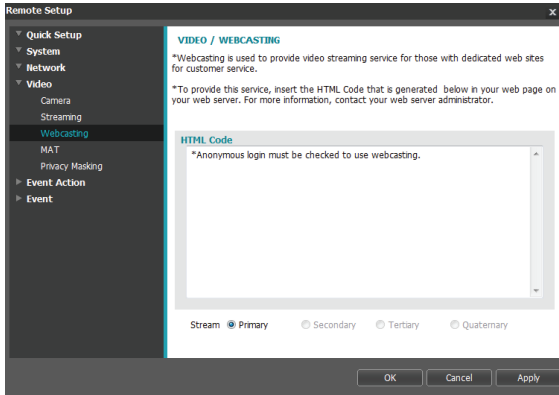 Remote Setup x
Quick Setup
System
Network
Video
Camera
Streaming
Webcasting
MAT
Privacy Masking
Event Action
Event
VIDEO / WEBCASTING
*Webcasting is used to provide video streaming service for those with dedicated web sites
for customer service.
*To provide this service, insert the HTML Code that is generated below in your web page on
your web server. For more information, contact your web server administrator.
HTML Code
*Anonymous login must be checked to use webcasting.
Stream Primary Secondary Tertiary Quaternary
OK Cancel Apply